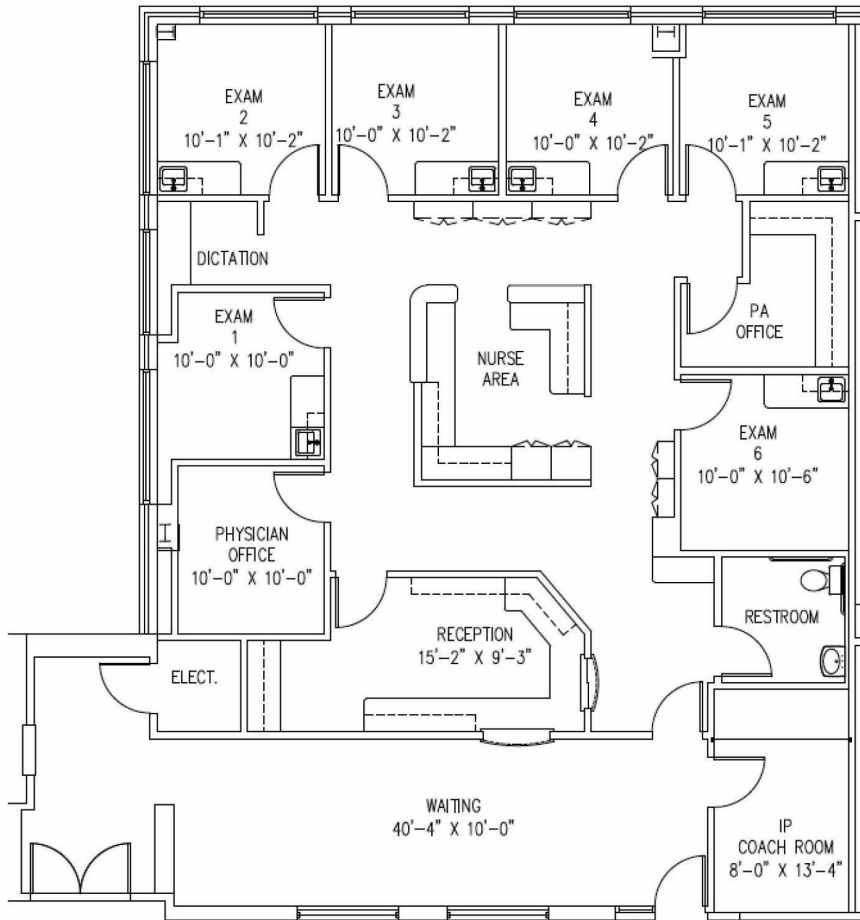 EXAM
2
10'-1" X 10'-2"
EXAM
3
10'-0" X 10'-2"
EXAM
4
10'-0" X 10'-2"
EXAM
5
10'-1" X 10'-2"
DICTATION
EXAM
1
10'-0" X 10'-0"
NURSE
AREA
PA
OFFICE
EXAM
6
10'-0" X 10'-6"
PHYSICIAN
OFFICE
10'-0" X 10'-0"
RECEPTION
15'-2" X 9'-3"
RESTROOM
ELECT.
WAITING
40'-4" X 10'-0"
IP
COACH ROOM
8'-0" X 13'-4"